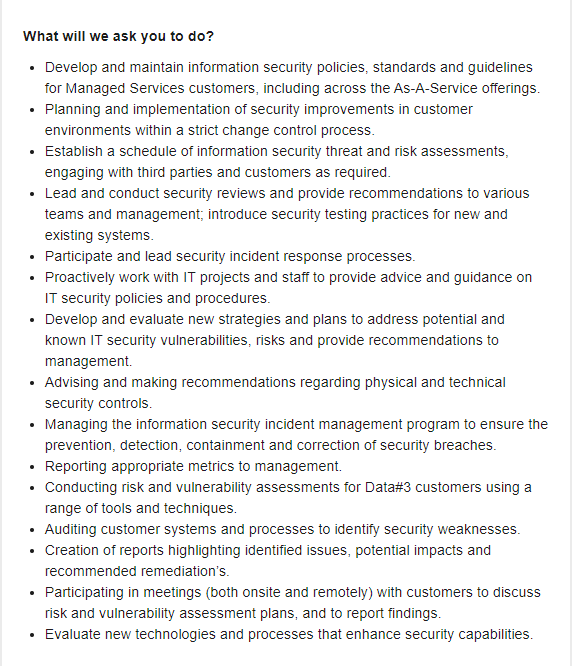 What will we ask you to do?
• Develop and maintain information security policies, standards and guidelines
for Managed Services customers, including across the As-A-Service offerings.
• Planning and implementation of security improvements in customer
environments within a strict change control process.
• Establish a schedule of information security threat and risk assessments,
engaging with third parties and customers as required.
• Lead and conduct security reviews and provide recommendations to various
teams and management; introduce security testing practices for new and
existing systems.
• Participate and lead security incident response processes.
• Proactively work with IT projects and staff to provide advice and guidance on
IT security policies and procedures.
• Develop and evaluate new strategies and plans to address potential and
known IT security vulnerabilities, risks and provide recommendations to
management.
• Advising and making recommendations regarding physical and technical
security controls.
• Managing the information security incident management program to ensure the
prevention, detection, containment and correction of security breaches.
• Reporting appropriate metrics to management.
• Conducting risk and vulnerability assessments for Data#3 customers using a
range of tools and techniques.
• Auditing customer systems and processes to identify security weaknesses.
• Creation of reports highlighting identified issues, potential impacts and
recommended remediation's.
• Participating in meetings (both onsite and remotely) with customers to discuss
risk and vulnerability assessment plans, and to report findings.
• Evaluate new technologies and processes that enhance security capabilities.